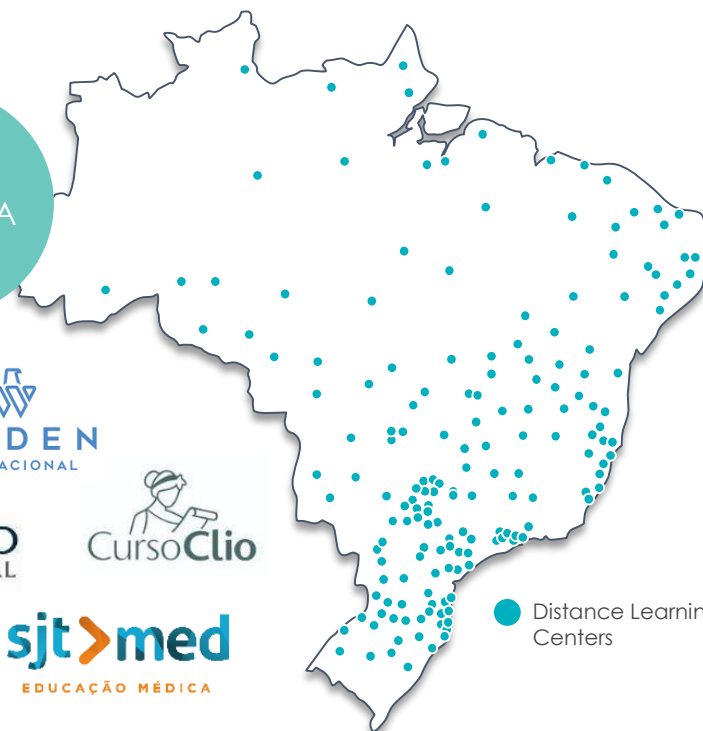 A
DEN
ACIONAL
O
AL
CursoClio
sjt>med
EDUCAÇÃO MÉDICA
Distance Learnin
Centers